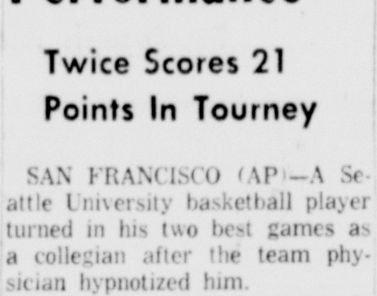 Performance
Twice Scores 21
Points In Tourney
SAN FRANCISCO (AP)—A Se-
attle University basketball player
turned in his two best games as
a collegian after the team phy-
sician hypnotized him.